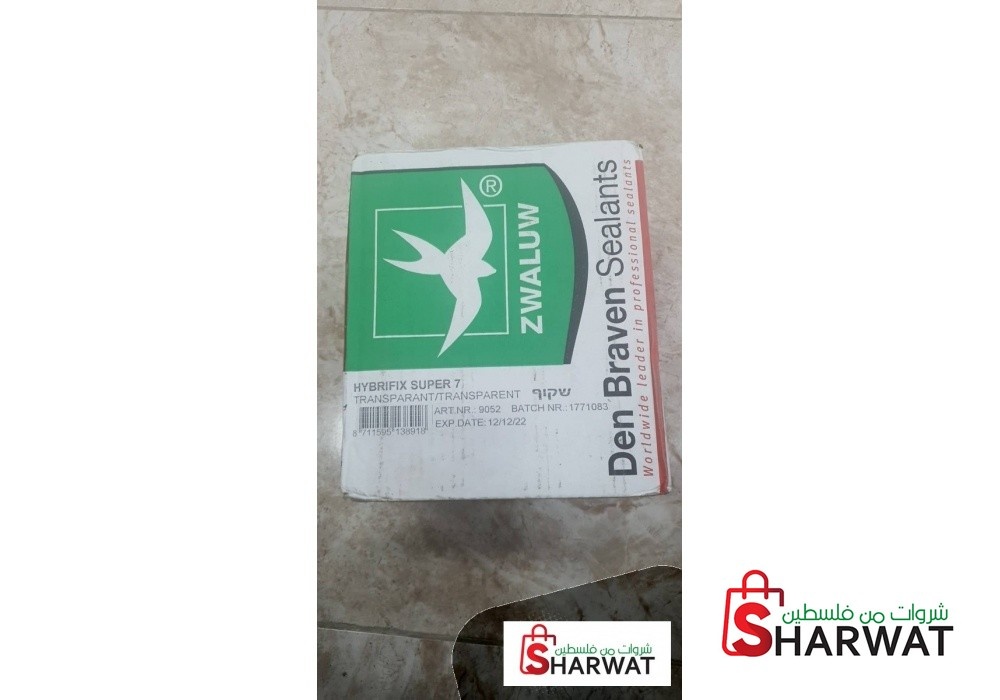 ZWALUW
®
Den Braven Sealants
Worldwide leader in professional sealants
HYBRIFIX SUPER 7
TRANSPARANT/TRANSPARENT שקוף
ART.NR.: 9052 BATCH NR.:1771083
EXP DATE: 12/12/22
8 711595 138918
شروات من فلسطين
SHARWAT
شروات من فلسطين
SHARWAT